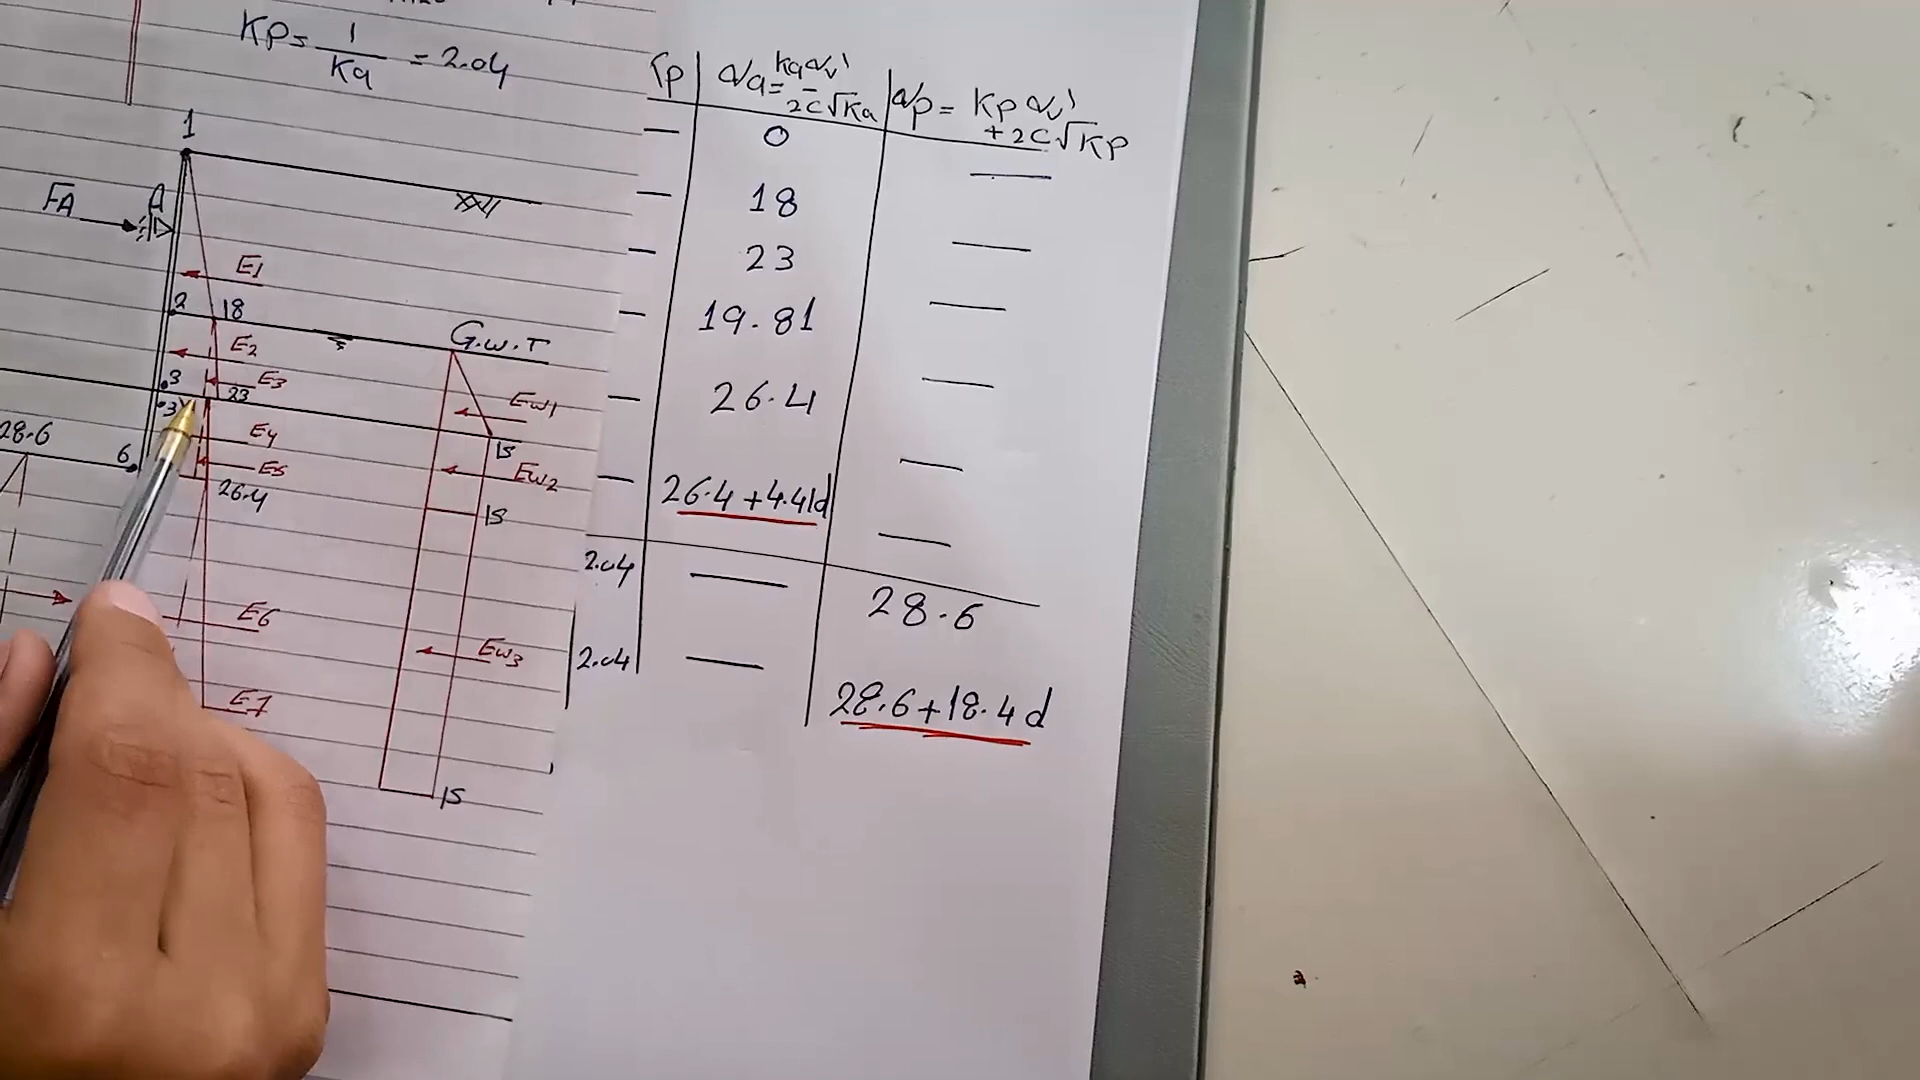 Kp = 1/Ka = 2.04
1
FA
A
E1
2
18
G.w.T
E2
3
E3
23
3
Ew1
28.6
E4
15
6
E5
Ew2
26.4
15
E6
Ew3
E7
15
σa = Kaσv' - 2C√Ka
σp = Kp σv' + 2C√Kp
— 0 —
— 18 —
— 23 —
— 19.81 —
— 26.4 —
— 26.4 + 4.41d —
2.04 — 28.6
2.04 — 28.6 + 18.4 d